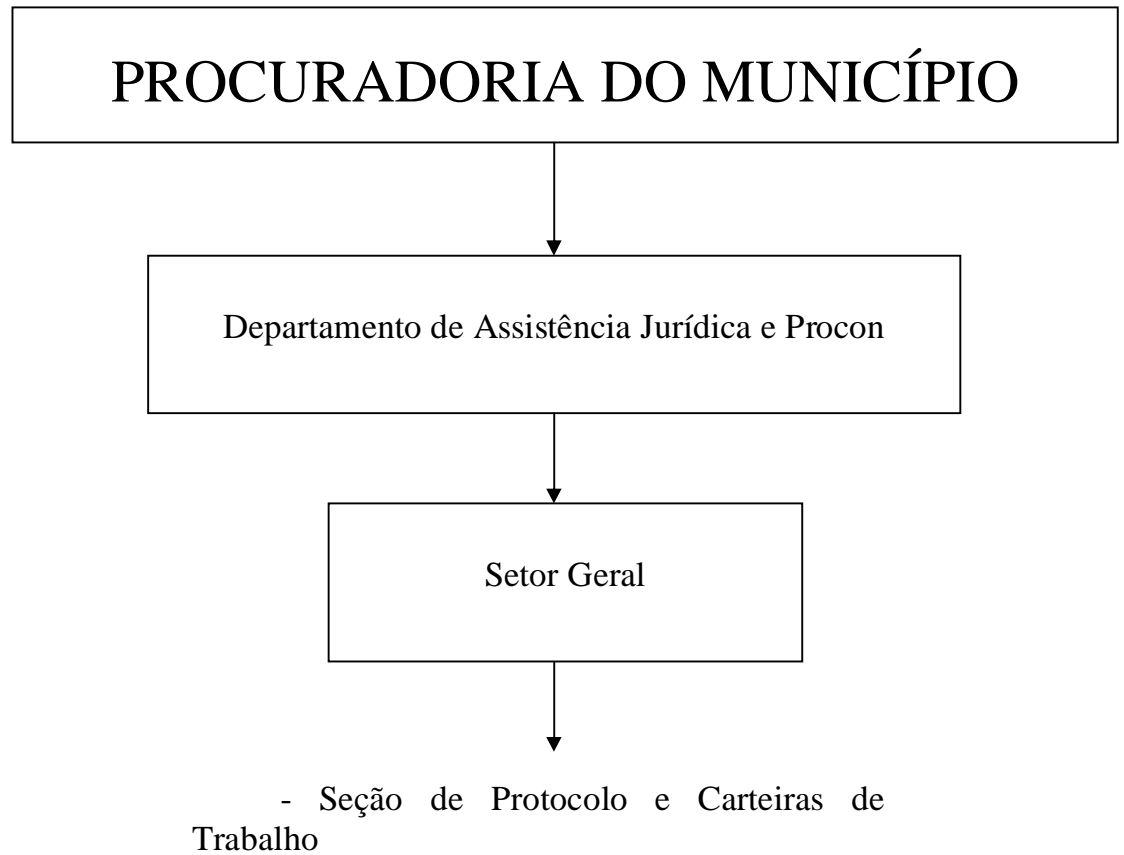 PROCURADORIA DO MUNICÍPIO
Departamento de Assistência Jurídica e Procon
Setor Geral
- Seção de Protocolo e Carteiras de
Trabalho